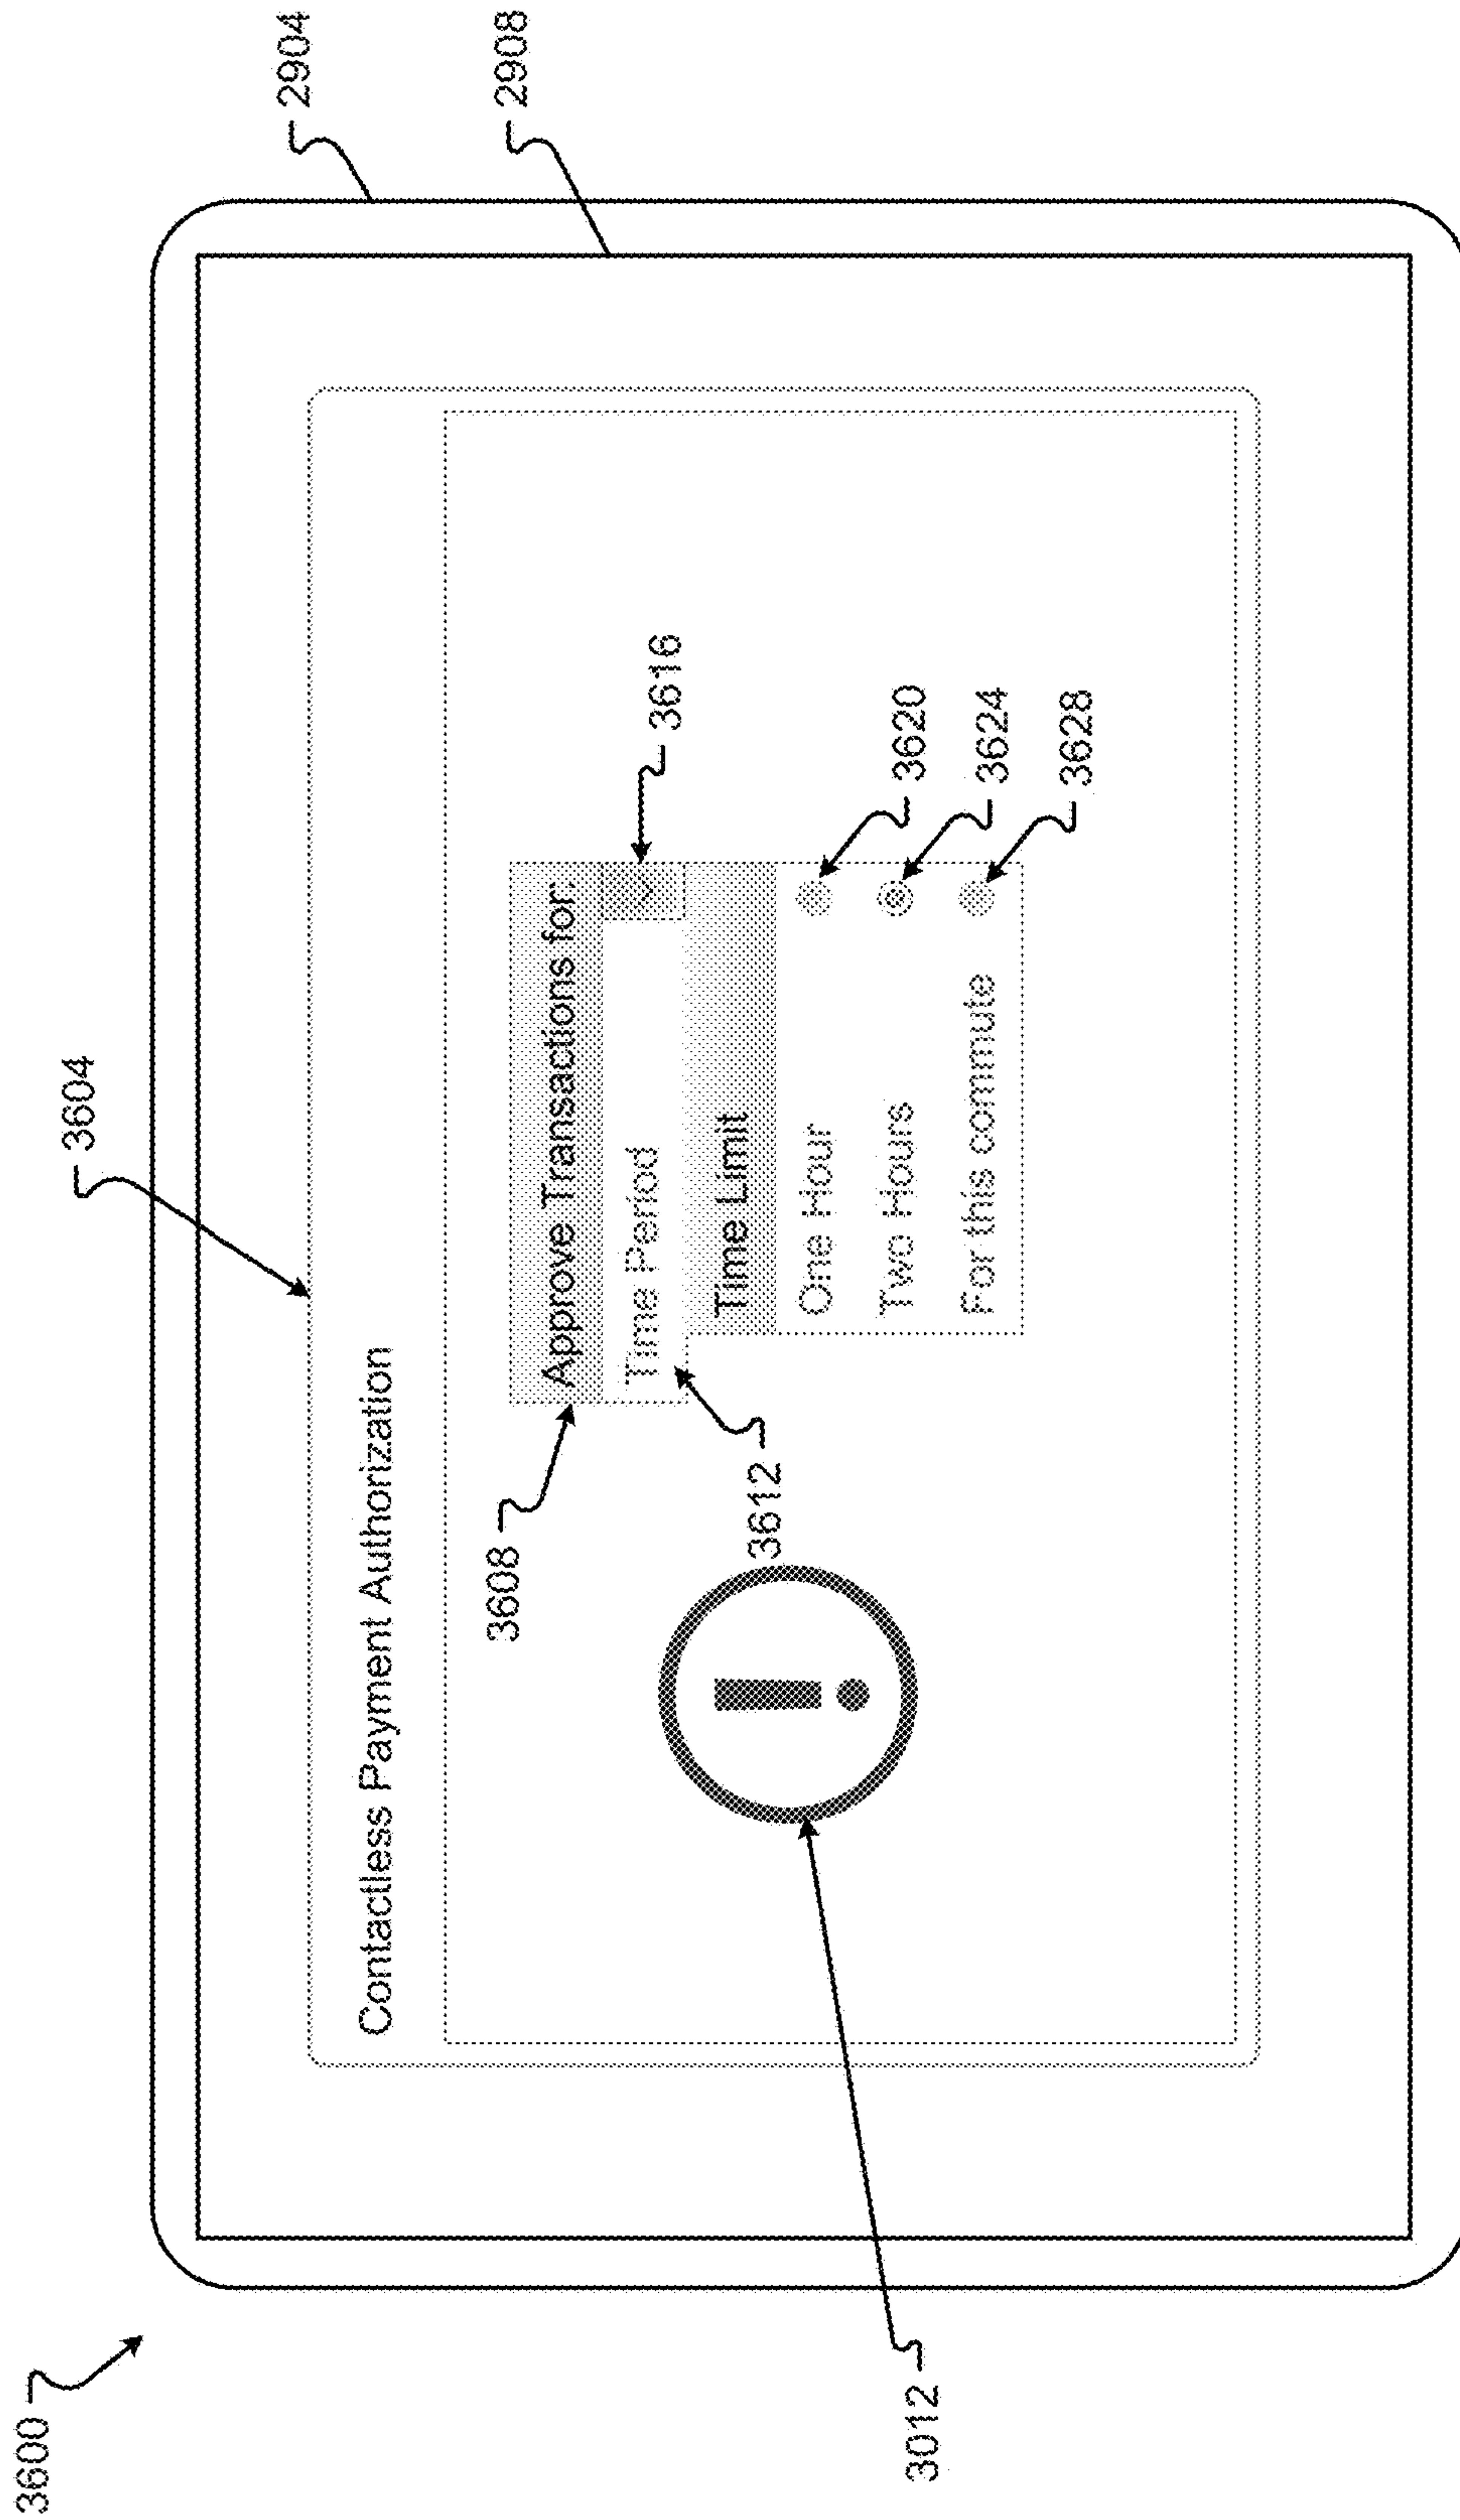 3600
3604
2904
2908
Contactless Payment Authorization
3608
Approve Transactions for:
3616
Time Period
3612
Time Limit
One Hour
3620
Two Hours
3624
For this commute
3628
3012